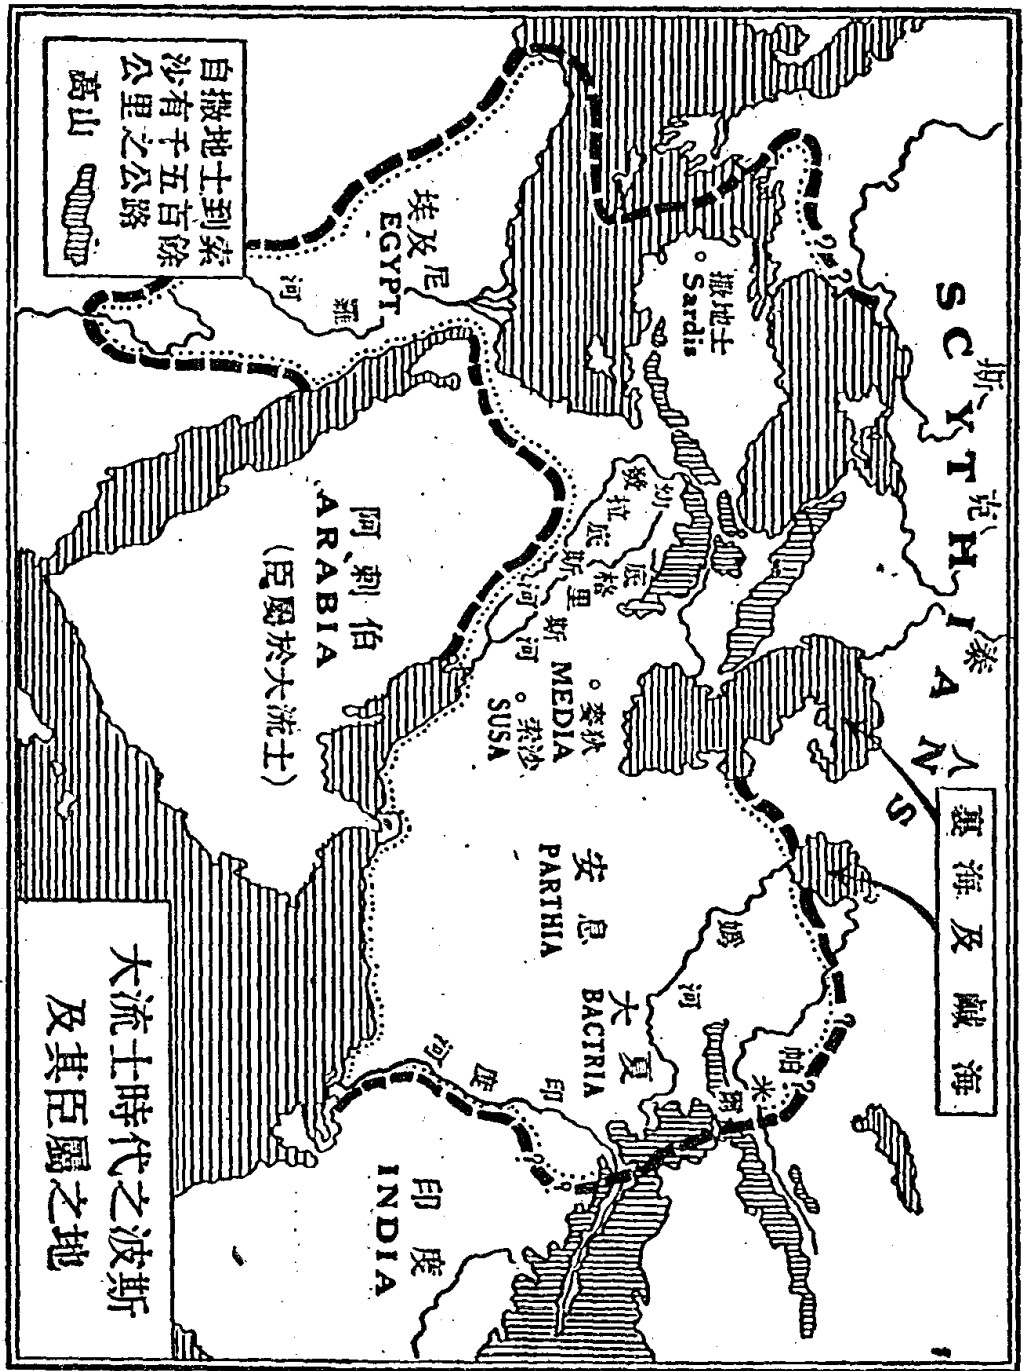 SCYTHIANS
斯克泰人
裏海及鹹海
撒地士
Sardis
幼發拉底斯河
底格里斯河
麥狄
MEDIA
索沙
SUSA
安息
PARTHIA
媯河
大夏
BACTRIA
帕米爾
埃及
EGYPT
尼羅河
阿剌伯
ARABIA
(臣屬於大流士)
印度河
印度
INDIA
? ? ? ? ? ?
自撒地士到索
沙有千五百餘
公里之公路
高山
大流士時代之波斯
及其臣屬之地